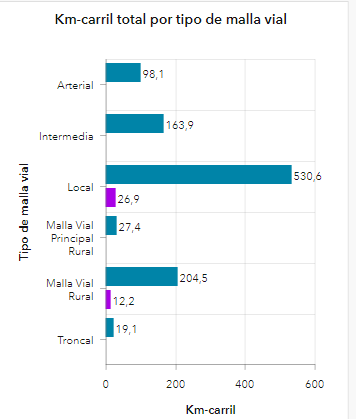 Km-carril total por tipo de malla vial
Tipo de malla vial
Arterial
98,1
Intermedia
163,9
Local
530,6
26,9
Malla Vial
Principal
Rural
27,4
Malla Vial
Rural
204,5
12,2
Troncal
19,1
0 200 400 600
Km-carril